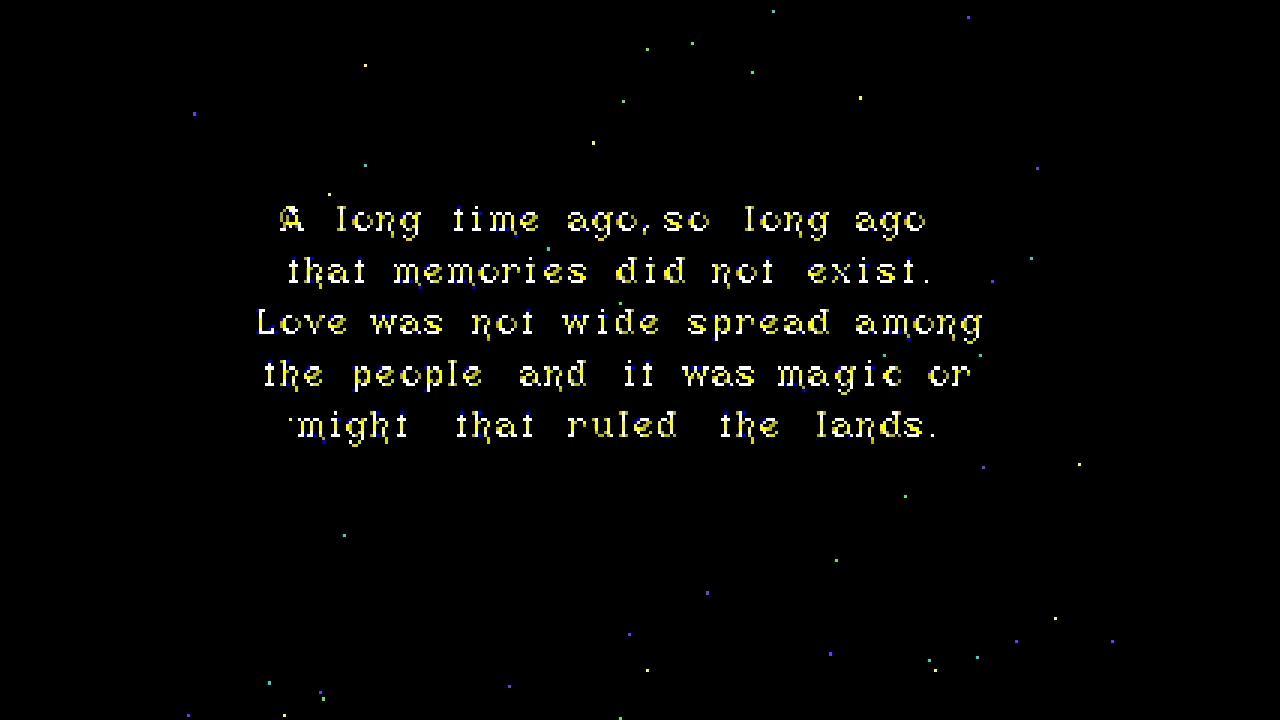 A long time ago,so long ago
that memories did not exist.
Love was not wide spread among
the people and it was magic or
might that ruled the lands.